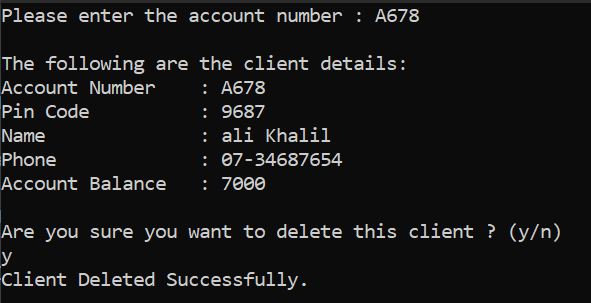 Please enter the account number : A678
The following are the client details:
Account Number    : A678
Pin Code          : 9687
Name              : ali Khalil
Phone             : 07-34687654
Account Balance   : 7000
Are you sure you want to delete this client ? (y/n)
y
Client Deleted Successfully.